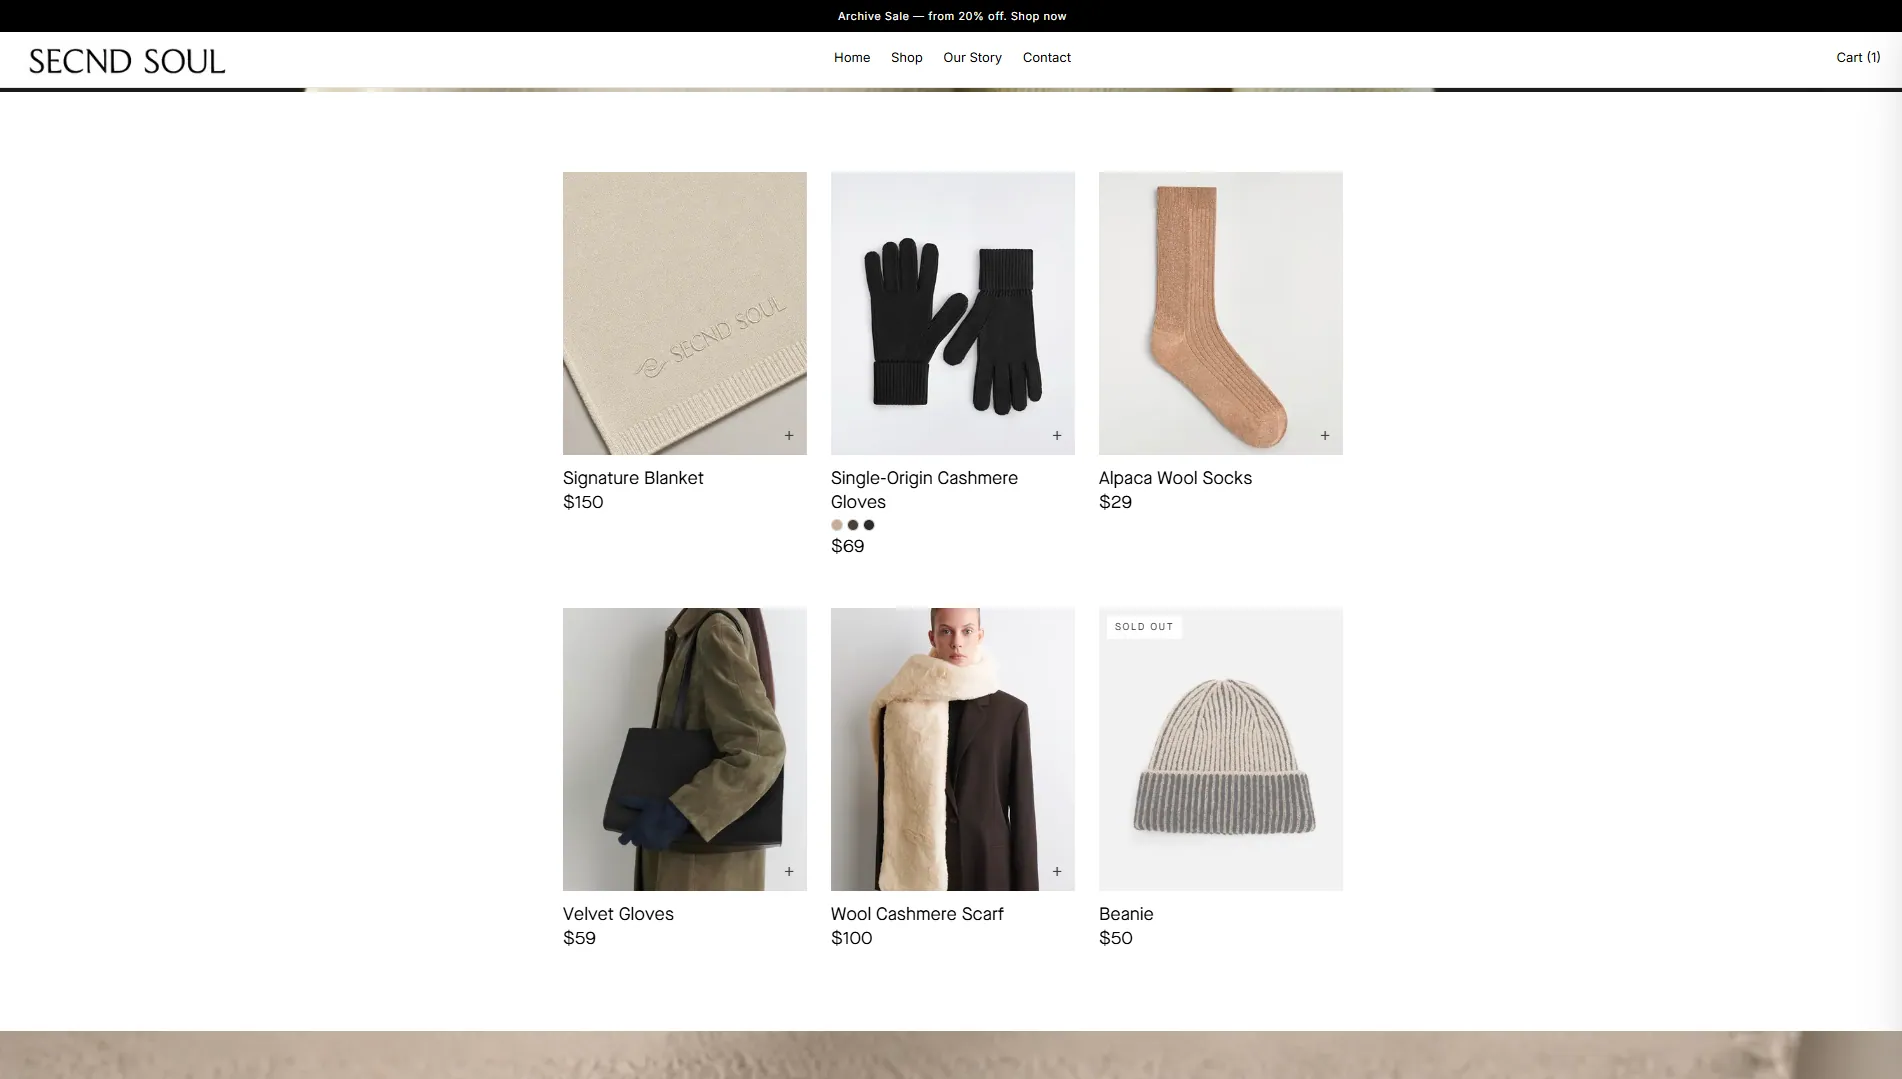 Archive Sale — from 20% off. Shop now
SECND SOUL
Home
Shop
Our Story
Contact
Cart (1)
SECND SOUL
+
+
+
Signature Blanket
$150
Single-Origin Cashmere
Gloves
$69
Alpaca Wool Socks
$29
SOLD OUT
+
+
Velvet Gloves
$59
Wool Cashmere Scarf
$100
Beanie
$50